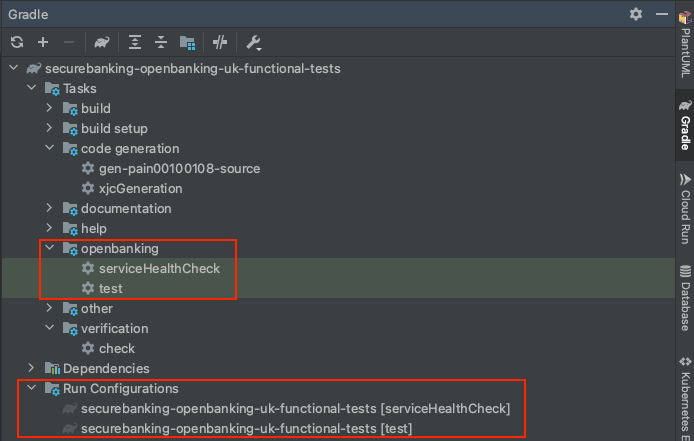 Gradle
securebanking-openbanking-uk-functional-tests
Tasks
build
build setup
code generation
gen-pain00100108-source
xjcGeneration
documentation
help
openbanking
serviceHealthCheck
test
other
verification
check
Dependencies
Run Configurations
securebanking-openbanking-uk-functional-tests [serviceHealthCheck]
securebanking-openbanking-uk-functional-tests [test]
PlantUML
Gradle
Cloud Run
Database
Kubernetes